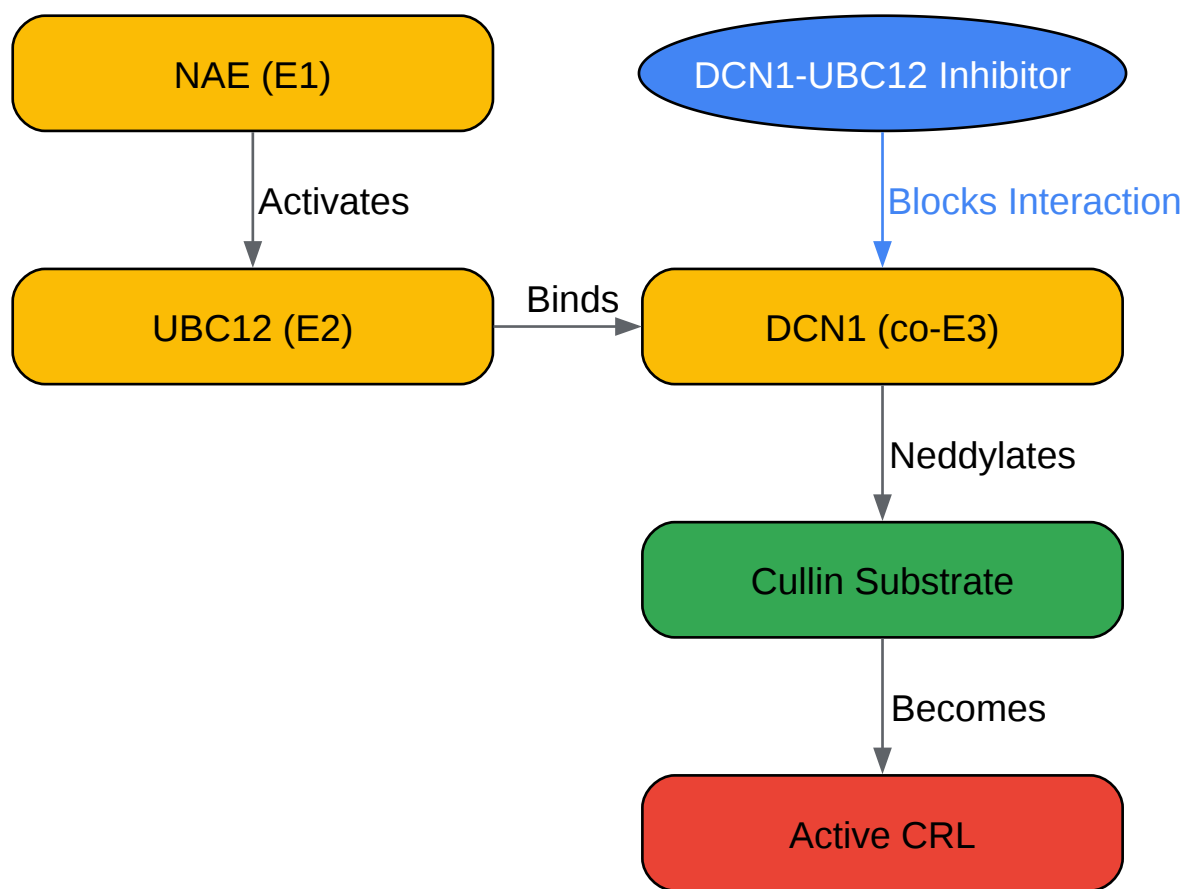 NAE (E1)
DCN1-UBC12 Inhibitor
Activates
Blocks Interaction
UBC12 (E2)
Binds
DCN1 (co-E3)
Neddylates
Cullin Substrate
Becomes
Active CRL